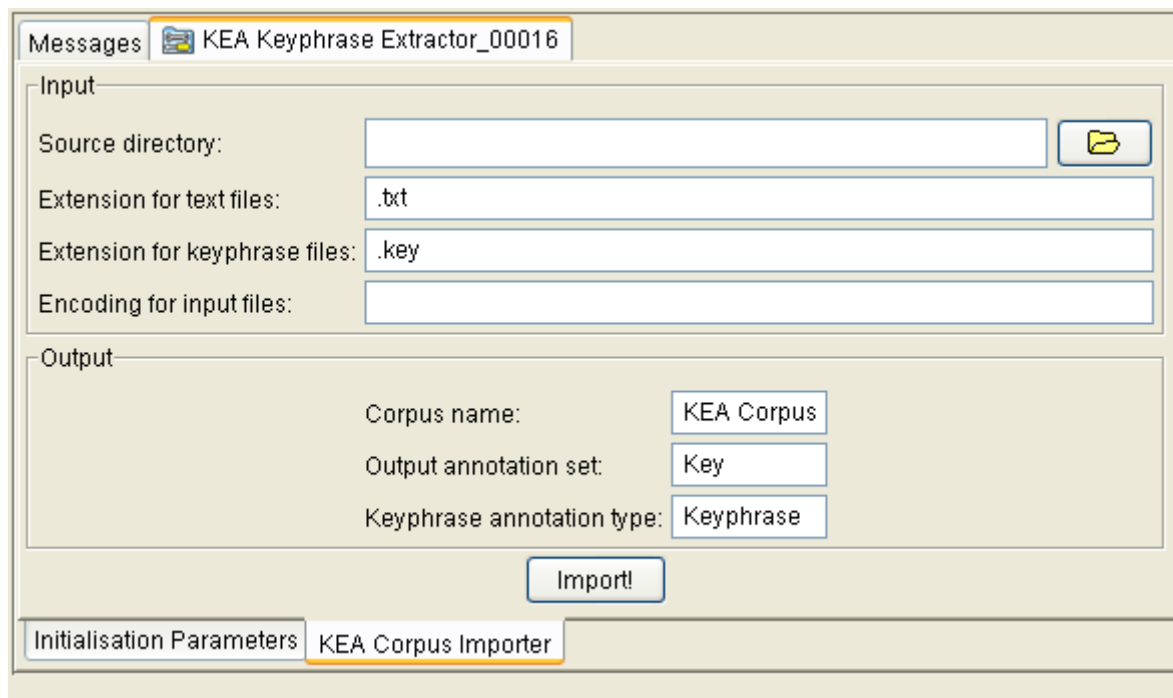 Messages KEA Keyphrase Extractor_00016
Input
Source directory:
Extension for text files: .txt
Extension for keyphrase files: .key
Encoding for input files:
Output
Corpus name: KEA Corpus
Output annotation set: Key
Keyphrase annotation type: Keyphrase
Import!
Initialisation Parameters KEA Corpus Importer